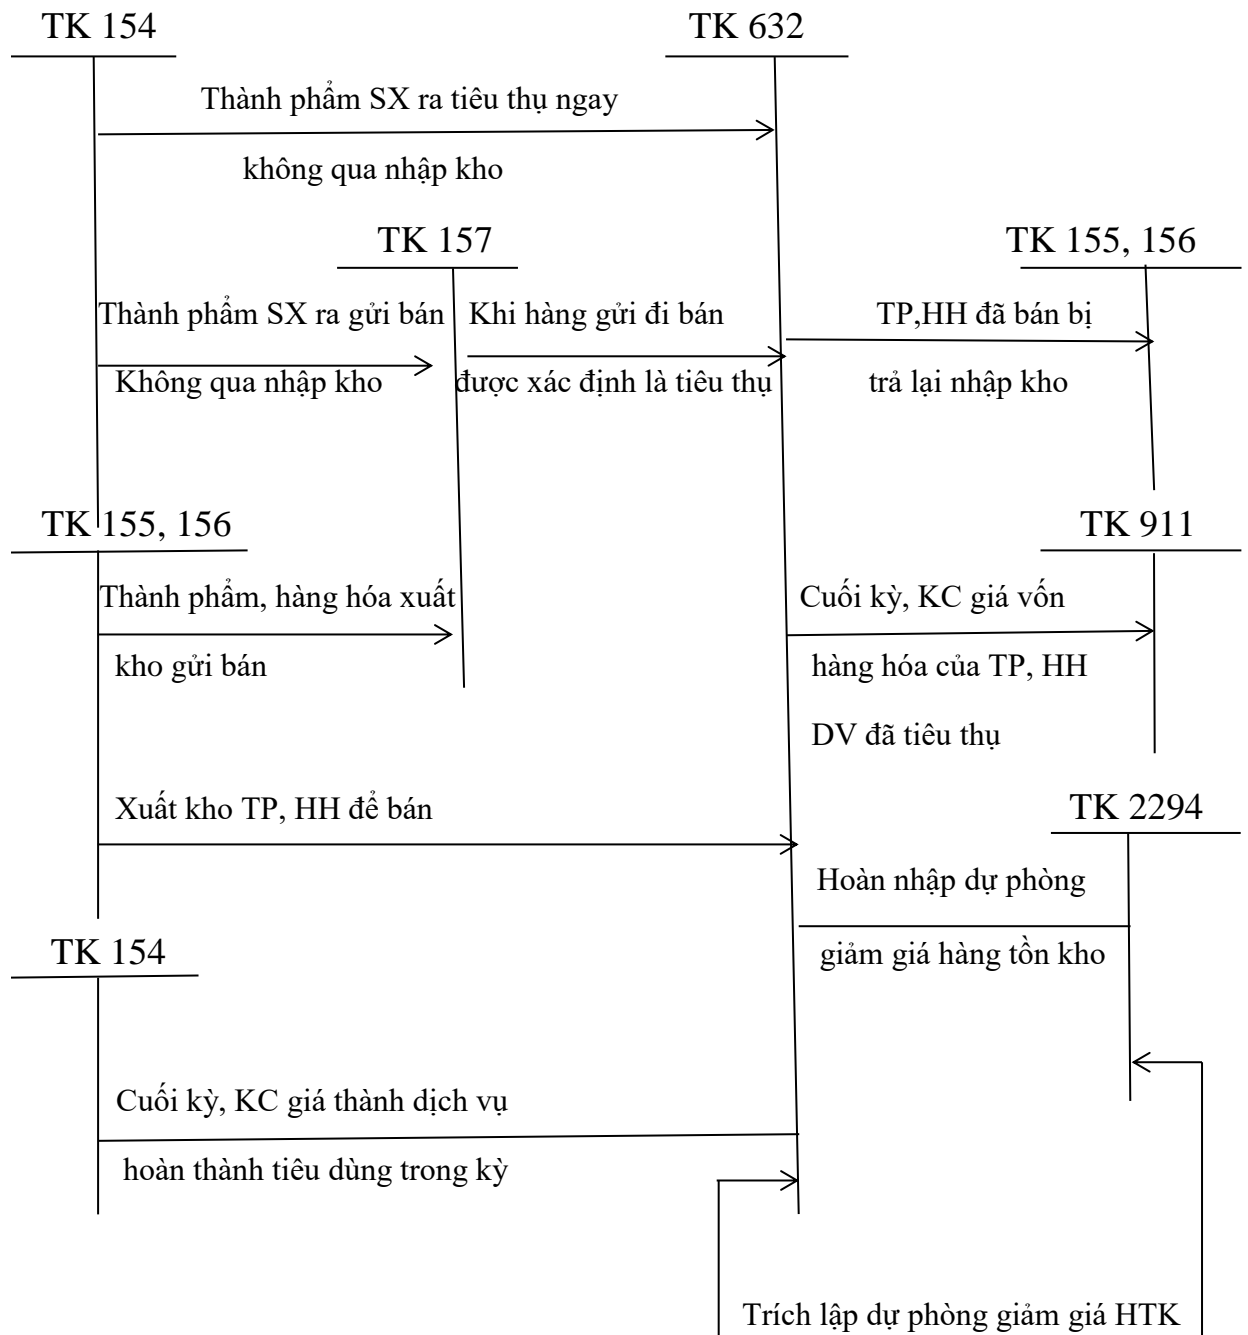 TK 154
TK 632
Thành phẩm SX ra tiêu thụ ngay
không qua nhập kho
TK 157
TK 155, 156
Thành phẩm SX ra gửi bán
Khi hàng gửi đi bán
TP,HH đã bán bị
Không qua nhập kho
được xác định là tiêu thụ
trả lại nhập kho
TK 155, 156
TK 911
Thành phẩm, hàng hóa xuất
Cuối kỳ, KC giá vốn
kho gửi bán
hàng hóa của TP, HH
DV đã tiêu thụ
Xuất kho TP, HH để bán
TK 2294
Hoàn nhập dự phòng
TK 154
giảm giá hàng tồn kho
Cuối kỳ, KC giá thành dịch vụ
hoàn thành tiêu dùng trong kỳ
Trích lập dự phòng giảm giá HTK